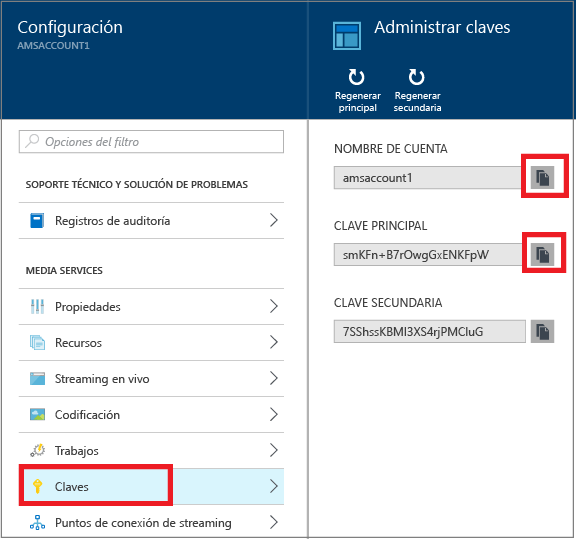 Configuración
AMSACCOUNT1
Opciones del filtro
SOPORTE TÉCNICO Y SOLUCIÓN DE PROBLEMAS
Registros de auditoría
MEDIA SERVICES
Propiedades
Recursos
Streaming en vivo
Codificación
Trabajos
Claves
Puntos de conexión de streaming
Administrar claves
Regenerar
principal
Regenerar
secundaria
NOMBRE DE CUENTA
amsaccount1
CLAVE PRINCIPAL
smKFn+B7rOwgGxENKFpW
CLAVE SECUNDARIA
7SShssKBMI3XS4rjPMCluG